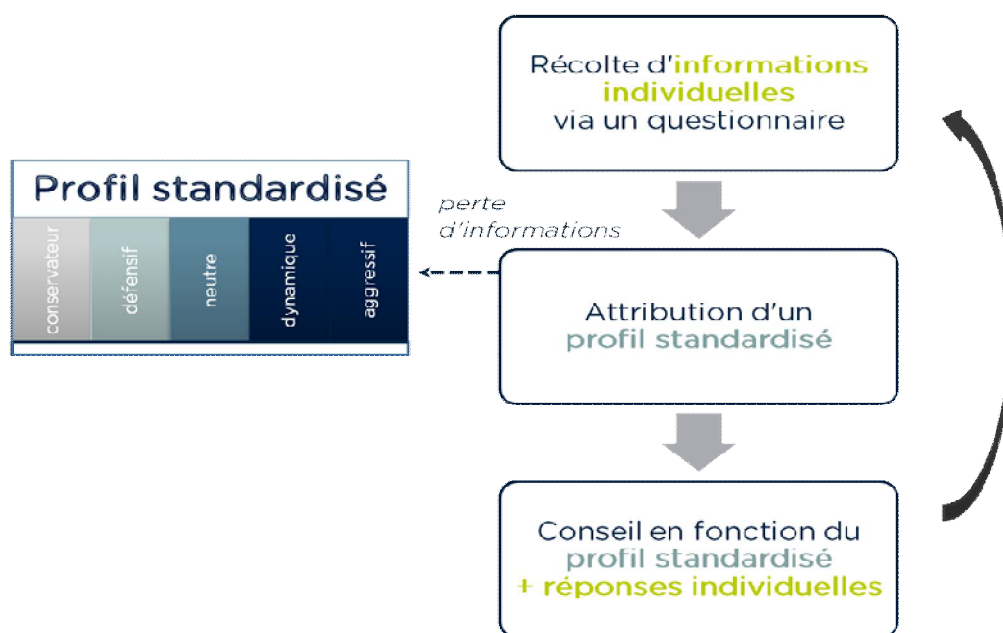 Récolte d'informations
individuelles
via un questionnaire
Profil standardisé
conservateur
défensif
neutre
dynamique
aggressif
perte
d'informations
Attribution d'un
profil standardisé
Conseil en fonction du
profil standardisé
+ réponses individuelles